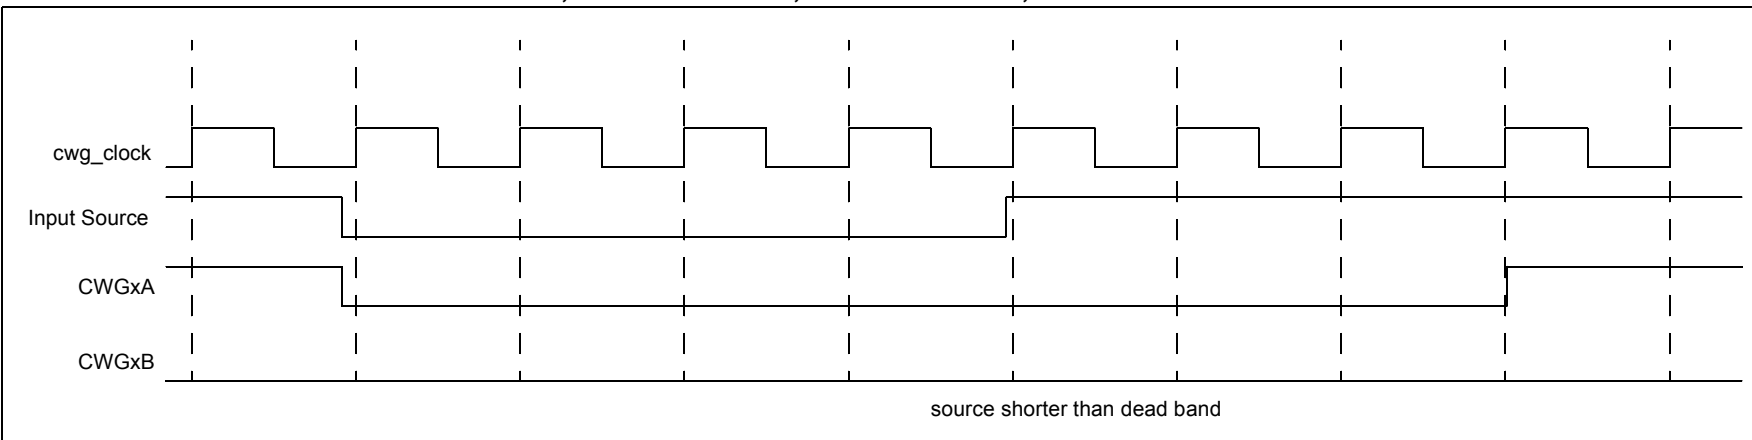 cwg_clock
Input Source
CWGxA
CWGxB
source shorter than dead band